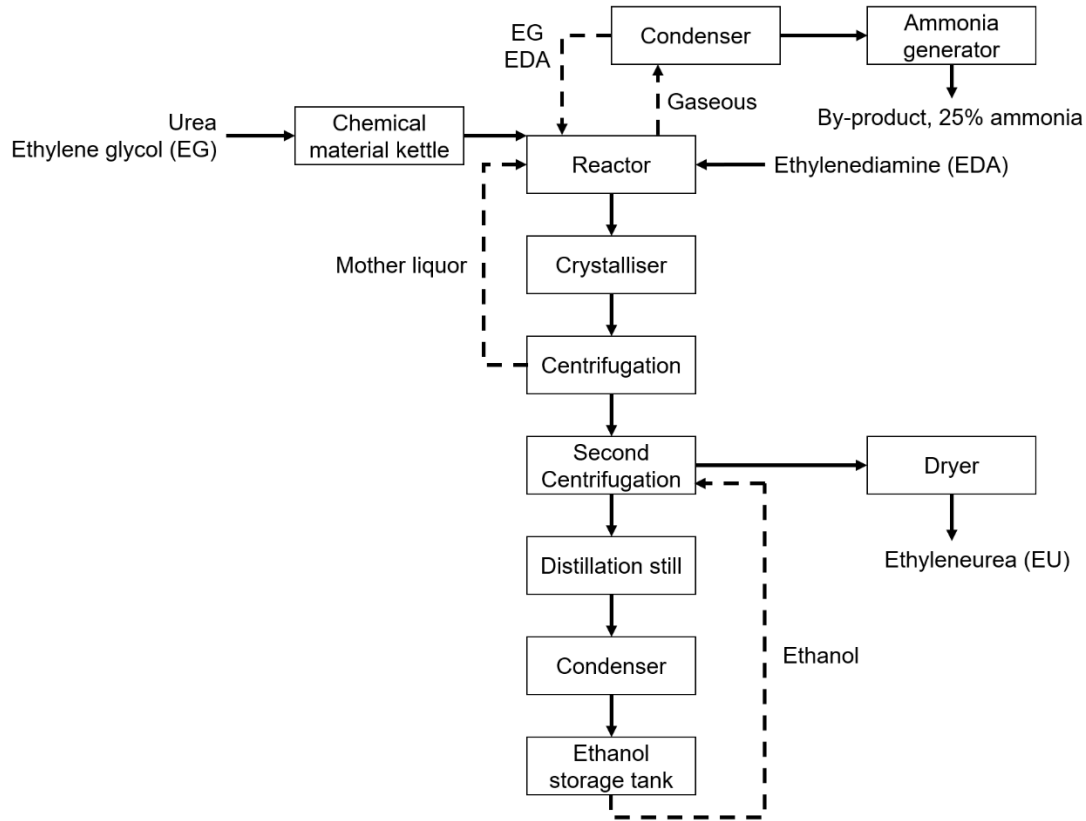 EG
EDA
Condenser
Ammonia
generator
Gaseous
By-product, 25% ammonia
Urea
Ethylene glycol (EG)
Chemical
material kettle
Reactor
Ethylenediamine (EDA)
Mother liquor
Crystalliser
Centrifugation
Second
Centrifugation
Dryer
Ethyleneurea (EU)
Distillation still
Condenser
Ethanol
Ethanol
storage tank